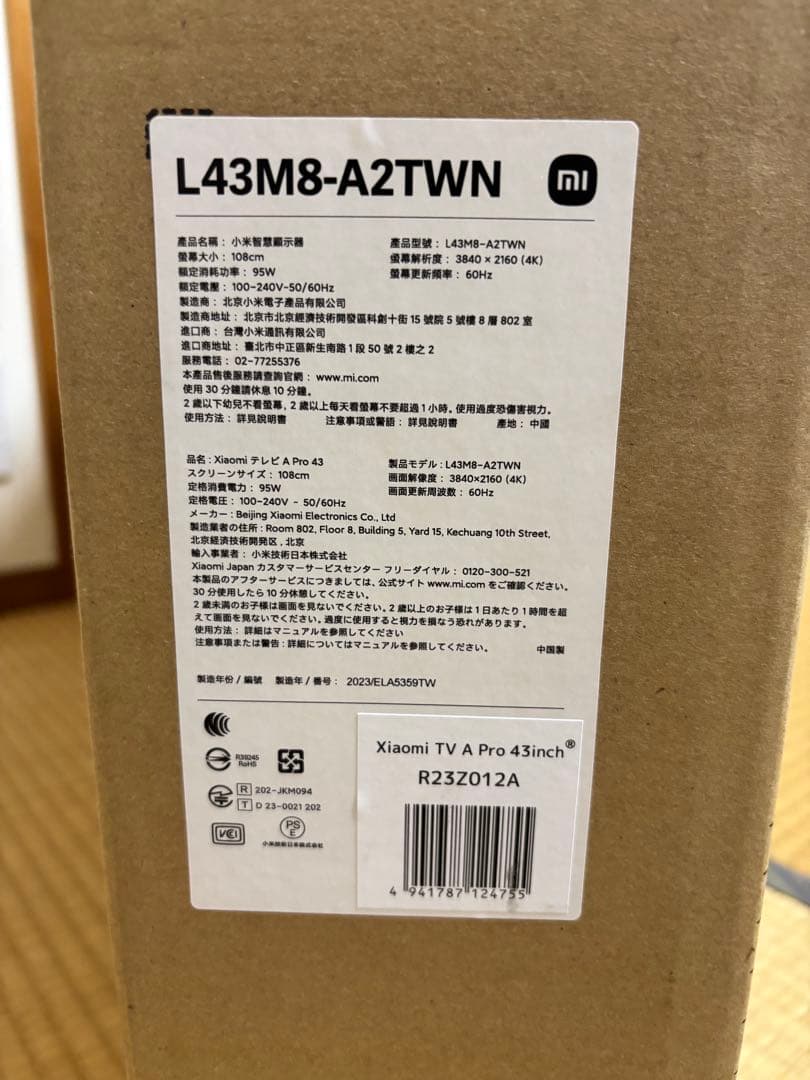 L43M8-A2TWN
mi
產品名稱：小米智慧顯示器
產品型號：L43M8-A2TWN
螢幕大小：108cm
螢幕解析度：3840 × 2160 (4K)
額定消耗功率：95W
螢幕更新頻率：60Hz
額定電壓：100-240V~50/60Hz
製造商：北京小米電子產品有限公司
製造商地址：北京市北京經濟技術開發區科創十街 15 號院 5 號樓 8 層 802 室
進口商：台灣小米通訊有限公司
進口商地址：臺北市中正區新生南路 1 段 50 號 2 樓之 2
服務電話：02-77255376
本產品售後服務請查詢官網：www.mi.com
使用 30 分鐘請休息 10 分鐘。
2 歲以下幼兒不看螢幕，2 歲以上每天看螢幕不要超過 1 小時。使用過度恐傷害視力。
使用方法：詳見說明書 注意事項或警語：詳見說明書 產地：中國
品名：Xiaomi テレビ A Pro 43
製品モデル：L43M8-A2TWN
スクリーンサイズ：108cm
画面解像度：3840×2160 (4K)
定格消費電力：95W
画面更新周波数：60Hz
定格電圧：100-240V ~ 50/60Hz
メーカー：Beijing Xiaomi Electronics Co., Ltd
製造業者の住所：Room 802, Floor 8, Building 5, Yard 15, Kechuang 10th Street,
北京経済技術開発区，北京
輸入事業者：小米技術日本株式会社
Xiaomi Japan カスタマーサービスセンター フリーダイヤル：0120-300-521
本製品のアフターサービスにつきましては、公式サイト www.mi.com をご確認ください。
30 分使用したら 10 分休憩してください。
2 歳未満のお子様は画面を見ないでください。2 歳以上のお子様は 1 日あたり 1 時間を超
えて画面を見ないでください。過度に使用すると視力を損なう恐れがあります。
使用方法：詳細はマニュアルを参照してください
注意事項または警告：詳細についてはマニュアルを参照してください。 中国製
製造年份 / 編號 製造年 / 番号：2023/ELA5359TW
R39245
RoHS
R 202-JKM094
T D 23-0021 202
VCCI
PS
E
小米技術日本株式会社
Xiaomi TV A Pro 43inch®
R23Z012A
4 941787 124755